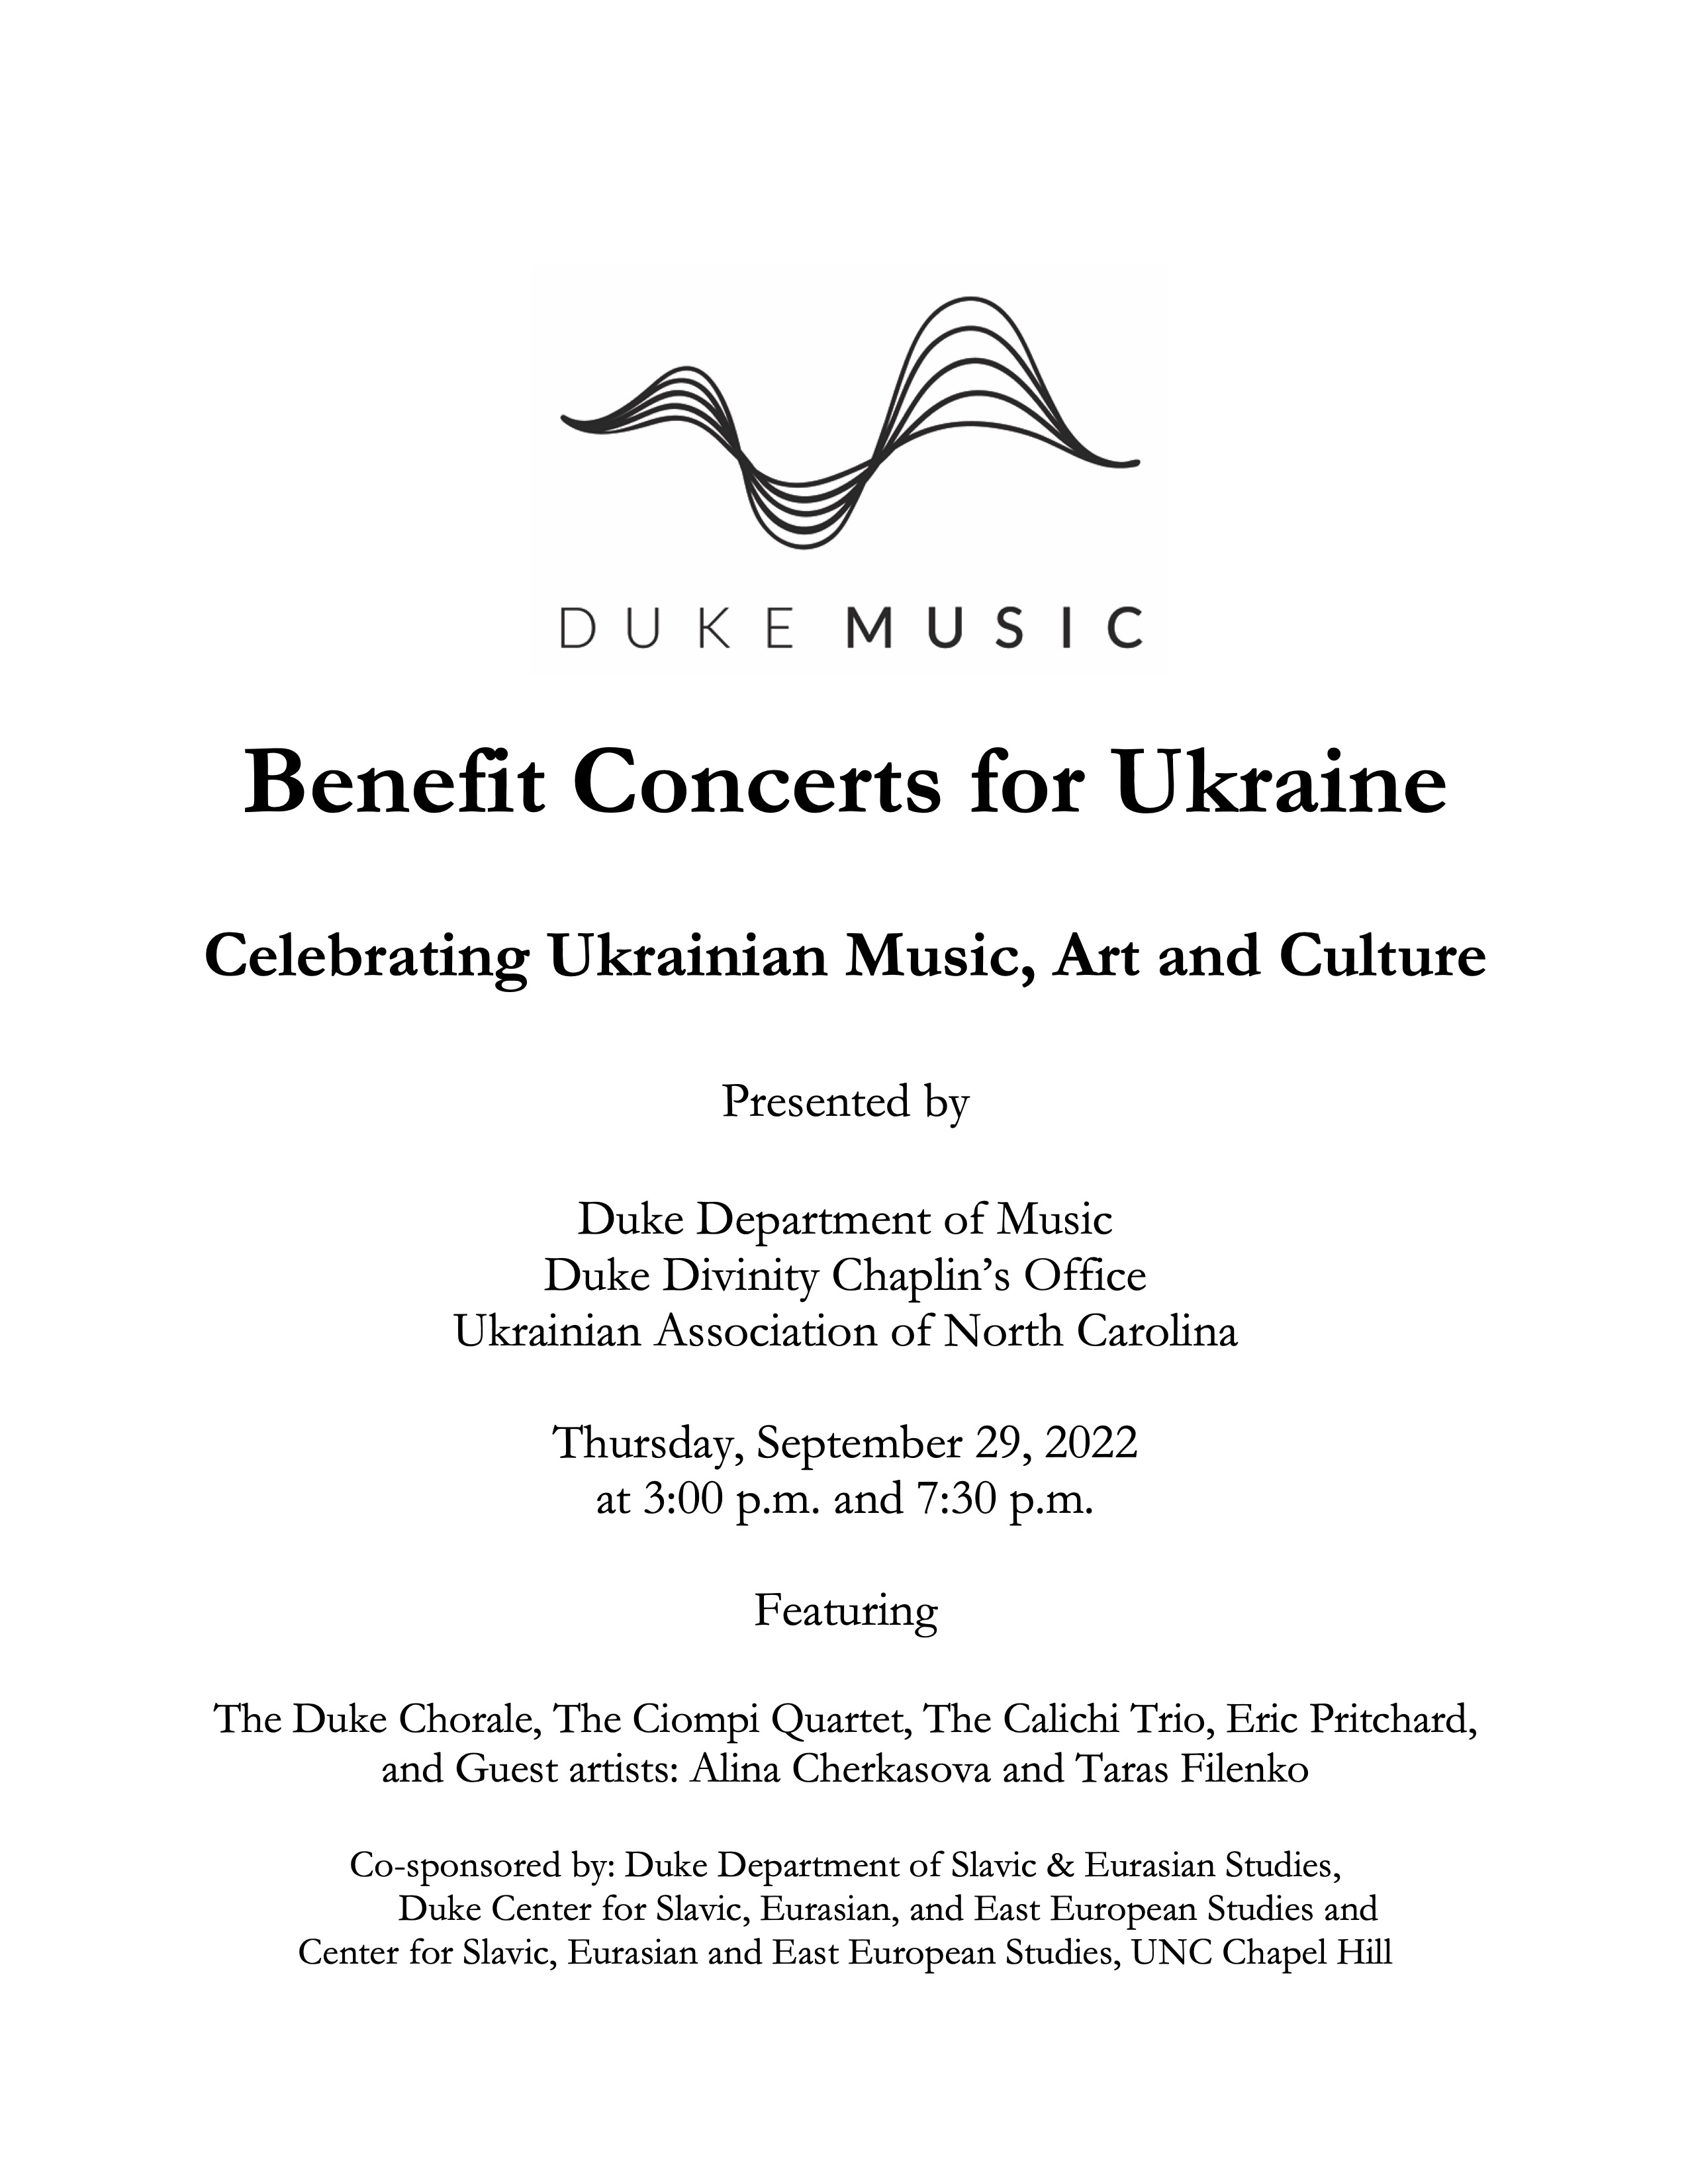 DUKE MUSIC
Benefit Concerts for Ukraine
Celebrating Ukrainian Music, Art and Culture
Presented by
Duke Department of Music
Duke Divinity Chaplin’s Office
Ukrainian Association of North Carolina
Thursday, September 29, 2022
at 3:00 p.m. and 7:30 p.m.
Featuring
The Duke Chorale, The Ciompi Quartet, The Calichi Trio, Eric Pritchard,
and Guest artists: Alina Cherkasova and Taras Filenko
Co-sponsored by: Duke Department of Slavic & Eurasian Studies,
Duke Center for Slavic, Eurasian, and East European Studies and
Center for Slavic, Eurasian and East European Studies, UNC Chapel Hill